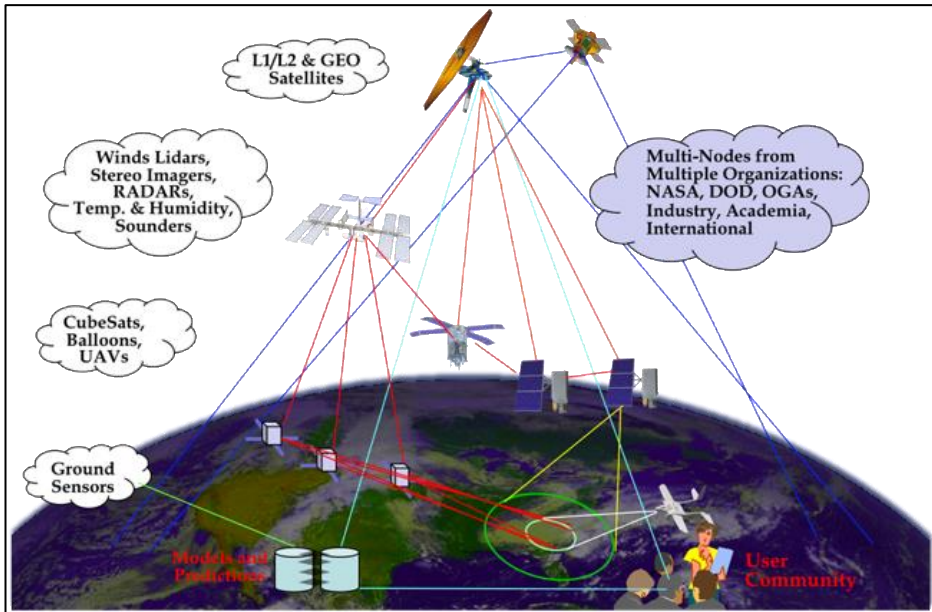 L1/L2 & GEO
Satellites
Winds Lidars,
Stereo Imagers,
RADARs,
Temp. & Humidity,
Sounders
Multi-Nodes from
Multiple Organizations:
NASA, DOD, OGAs,
Industry, Academia,
International
CubeSats,
Balloons,
UAVs
Ground
Sensors
Models and
Predictions
User
Community